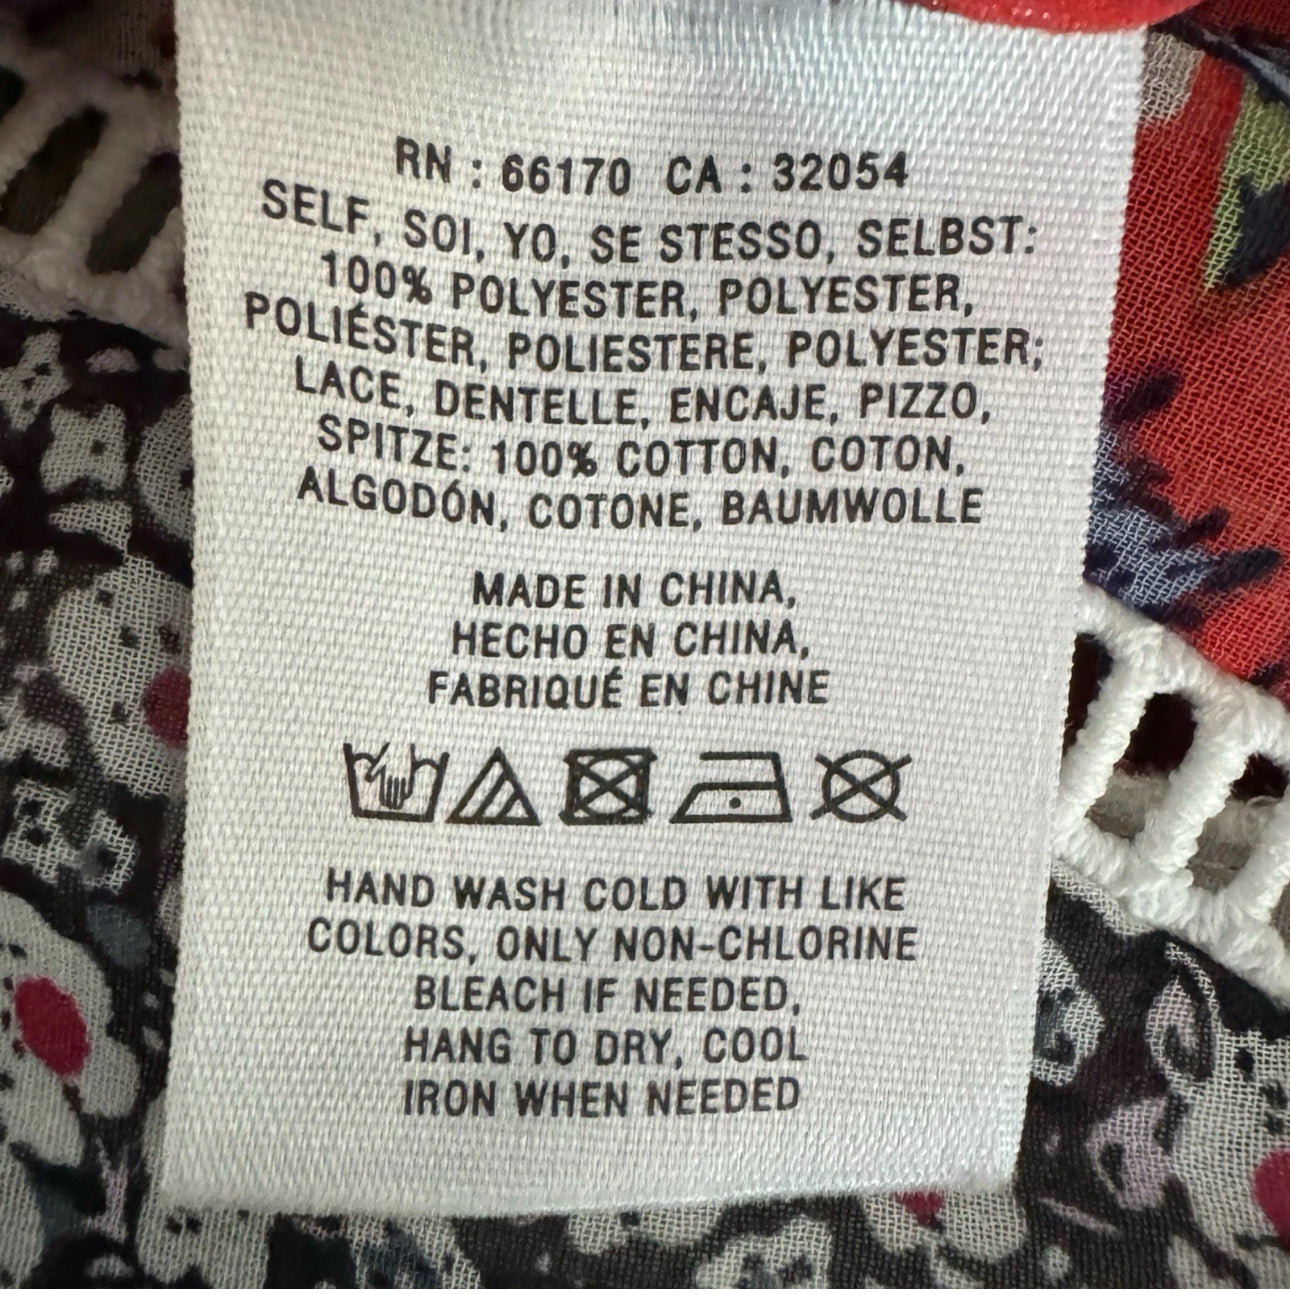 RN : 66170 CA : 32054
SELF, SOI, YO, SE STESSO, SELBST:
100% POLYESTER, POLYESTER,
POLIÉSTER, POLIESTERE, POLYESTER;
LACE, DENTELLE, ENCAJE, PIZZO,
SPITZE: 100% COTTON, COTON,
ALGODÓN, COTONE, BAUMWOLLE
MADE IN CHINA,
HECHO EN CHINA,
FABRIQUÉ EN CHINE
HAND WASH COLD WITH LIKE
COLORS, ONLY NON-CHLORINE
BLEACH IF NEEDED,
HANG TO DRY, COOL
IRON WHEN NEEDED